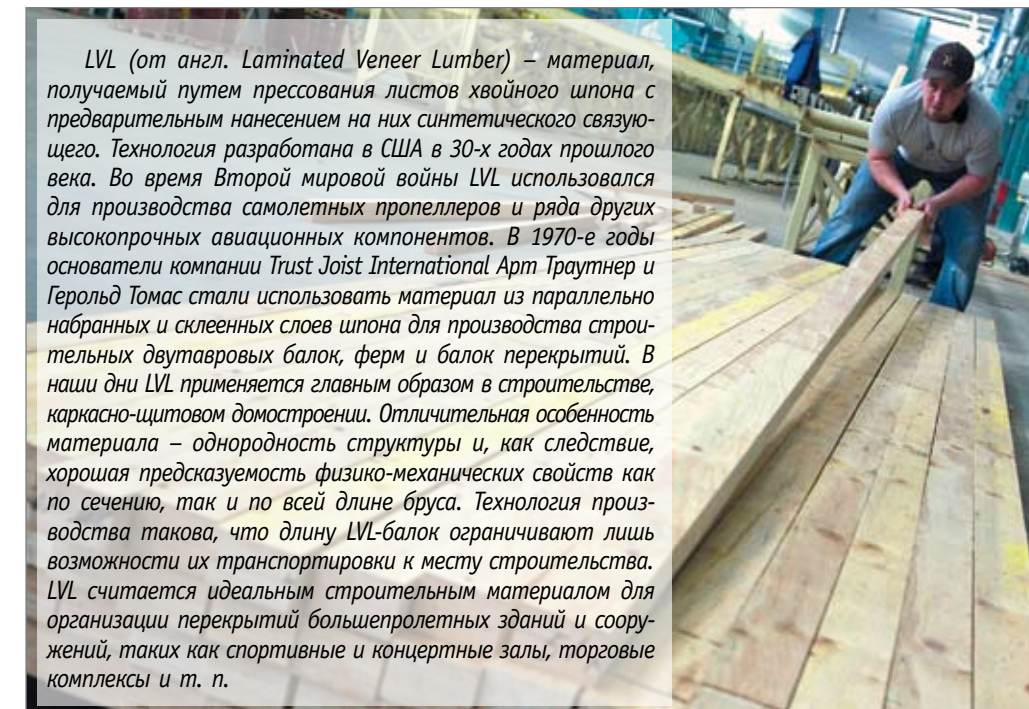 LVL (от англ. Laminated Veneer Lumber) – материал,
получаемый путем прессования листов хвойного шпона с
предварительным нанесением на них синтетического связую-
щего. Технология разработана в США в 30-х годах прошлого
века. Во время Второй мировой войны LVL использовался
для производства самолетных пропеллеров и ряда других
высокопрочных авиационных компонентов. В 1970-е годы
основатели компании Trust Joist International Арт Траутнер и
Герольд Томас стали использовать материал из параллельно
набранных и склеенных слоев шпона для производства строи-
тельных двутавровых балок, ферм и балок перекрытий. В
наши дни LVL применяется главным образом в строительстве,
каркасно-щитовом домостроении. Отличительная особенность
материала – однородность структуры и, как следствие,
хорошая предсказуемость физико-механических свойств как
по сечению, так и по всей длине бруса. Технология произ-
водства такова, что длину LVL-балок ограничивают лишь
возможности их транспортировки к месту строительства.
LVL считается идеальным строительным материалом для
организации перекрытий большепролетных зданий и соору-
жений, таких как спортивные и концертные залы, торговые
комплексы и т. п.